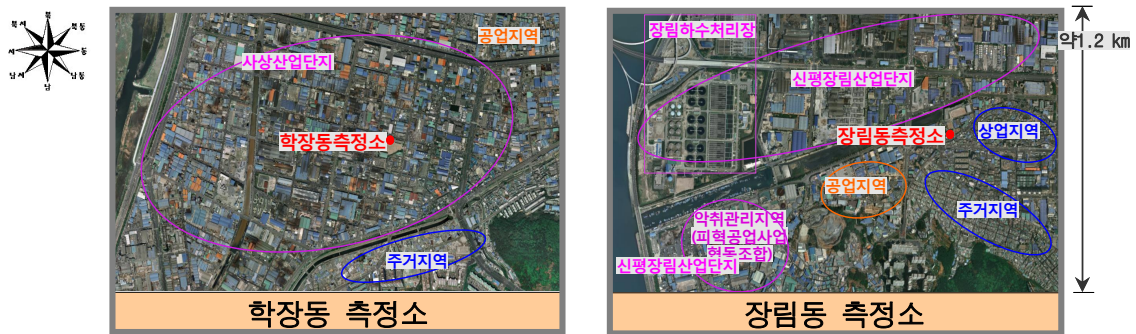 북
북서
북동
서
동
남서
남동
남
공업지역
사상산업단지
학장동측정소
주거지역
학장동 측정소
장림하수처리장
신평장림산업단지
장림동측정소
상업지역
공업지역
주거지역
악취관리지역
(피혁공업사업
협동조합)
신평장림산업단지
장림동 측정소
약1.2 km